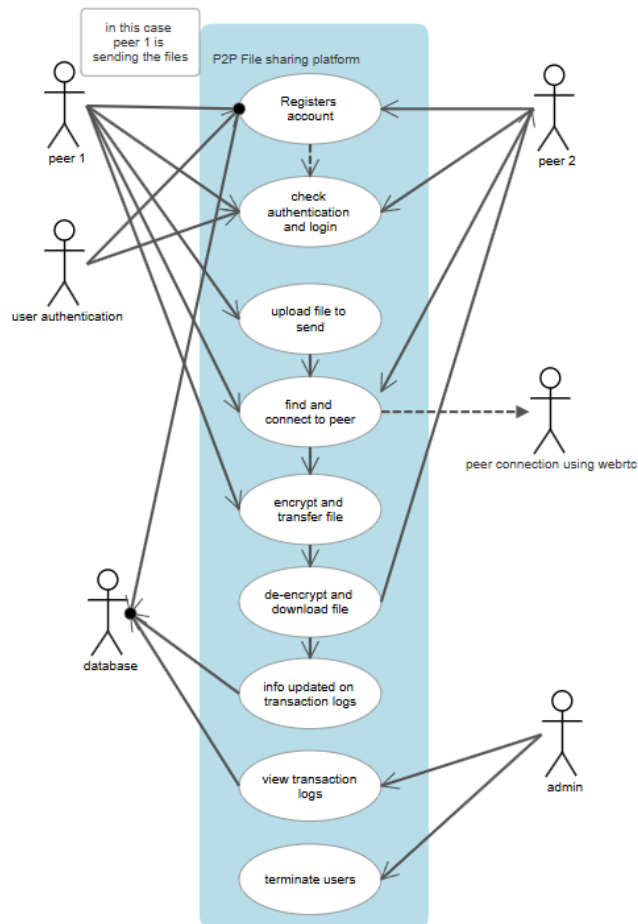 in this case
peer 1 is
sending the files
P2P File sharing platform
Registers
account
peer 1
peer 2
check
authentication
and login
user authentication
upload file to
send
find and
connect to peer
peer connection using webrtc
encrypt and
transfer file
de-encrypt and
download file
database
info updated on
transaction logs
view transaction
logs
admin
terminate users